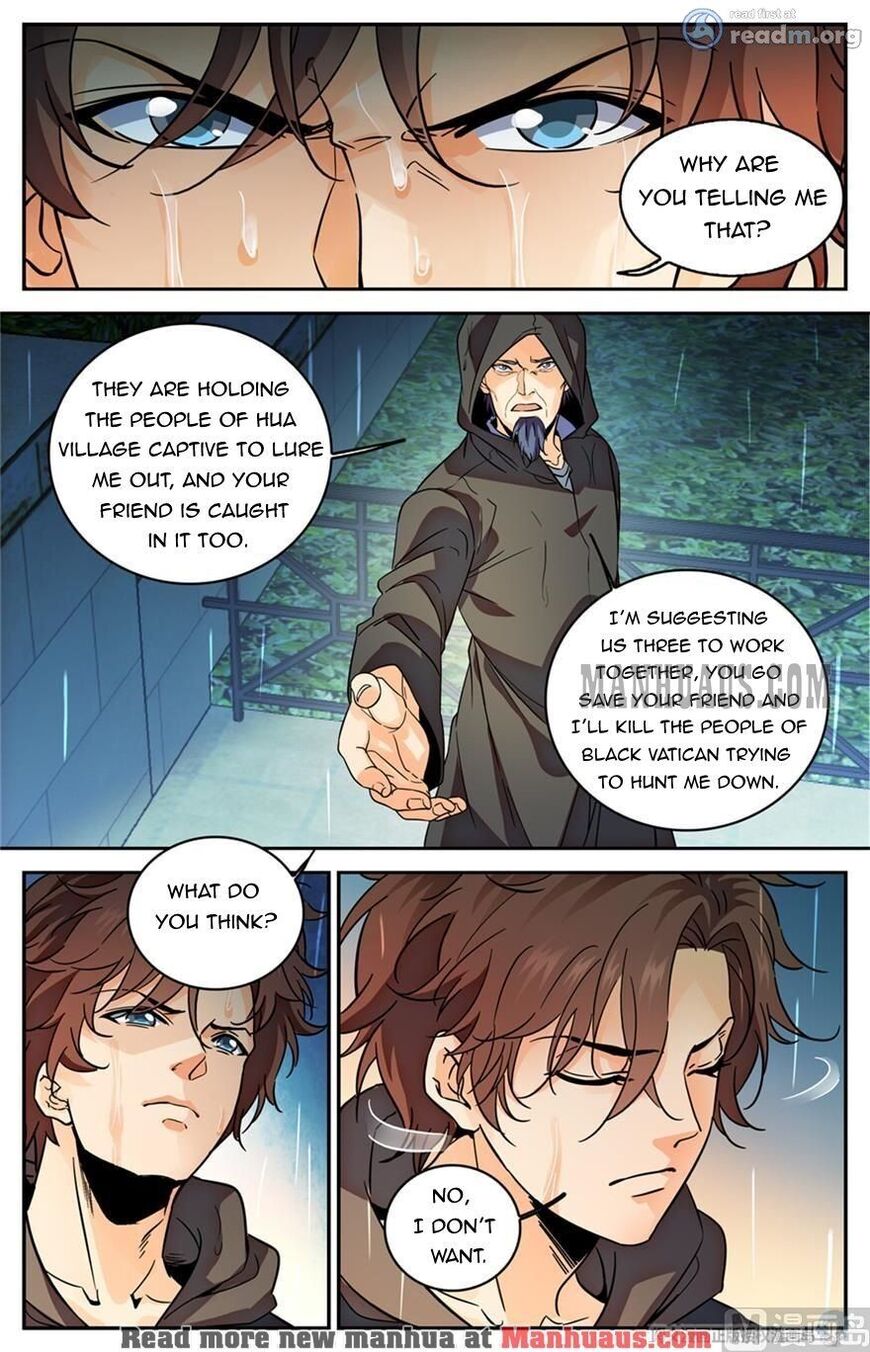 read first at
readm.org
WHY ARE
YOU TELLING ME
THAT?
THEY ARE HOLDING
THE PEOPLE OF HUA
VILLAGE CAPTIVE TO LURE
ME OUT, AND YOUR
FRIEND IS CAUGHT
IN IT TOO.
I'M SUGGESTING
US THREE TO WORK
TOGETHER, YOU GO
SAVE YOUR FRIEND AND
I'LL KILL THE PEOPLE OF
BLACK VATICAN TRYING
TO HUNT ME DOWN.
MANHUAUS.COM
WHAT DO
YOU THINK?
NO,
I DON'T
WANT.
漫画岛
Read more new manhua at Manhuaus.com